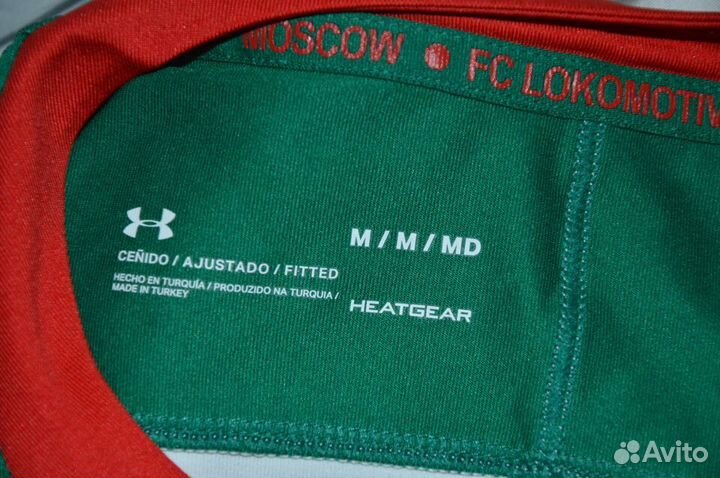 MOSCOW ● FC LOKOMOTIV
M / M / MD
CEÑIDO / AJUSTADO / FITTED
HECHO EN TURQUÍA / PRODUZIDO NA TURQUIA /
MADE IN TURKEY
HEATGEAR
Avito